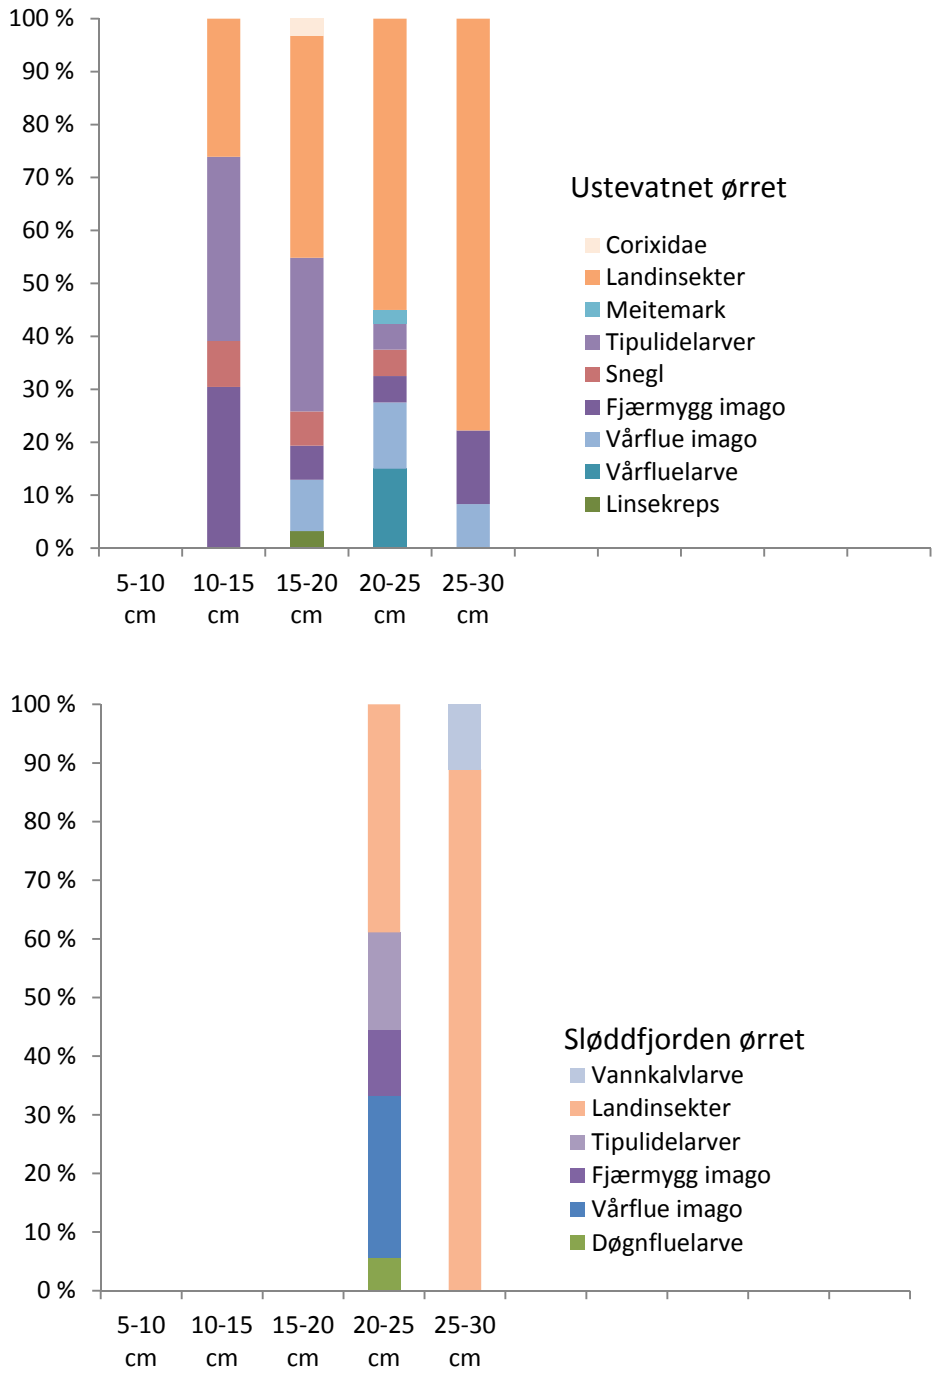 100 %
90 %
80 %
70 %
60 %
50 %
40 %
30 %
20 %
10 %
0 %
5-10 cm
10-15 cm
15-20 cm
20-25 cm
25-30 cm
Ustevatnet ørret
Corixidae
Landinsekter
Meitemark
Tipulidelarver
Snegl
Fjærmygg imago
Vårflue imago
Vårfluelarve
Linsekreps
100 %
90 %
80 %
70 %
60 %
50 %
40 %
30 %
20 %
10 %
0 %
5-10 cm
10-15 cm
15-20 cm
20-25 cm
25-30 cm
Sløddfjorden ørret
Vannkalvlarve
Landinsekter
Tipulidelarver
Fjærmygg imago
Vårflue imago
Døgnfluelarve